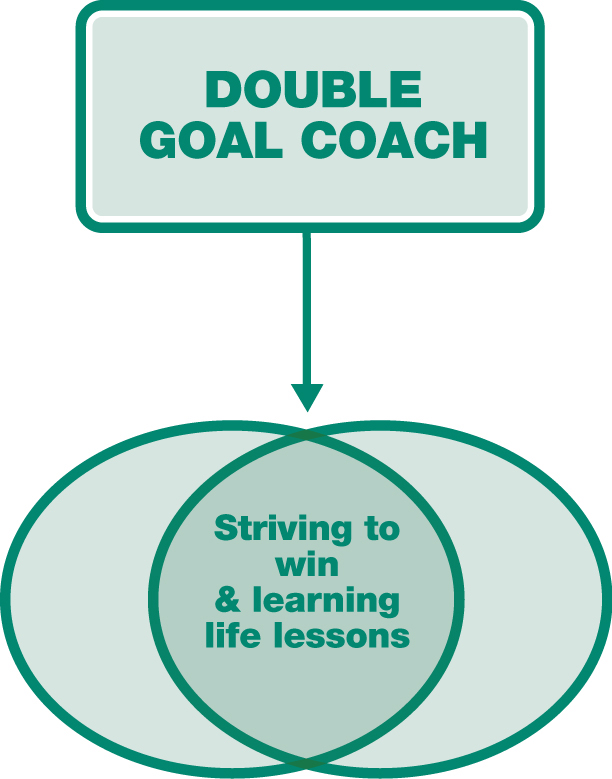 DOUBLE
GOAL COACH
Striving to
win
& learning
life lessons